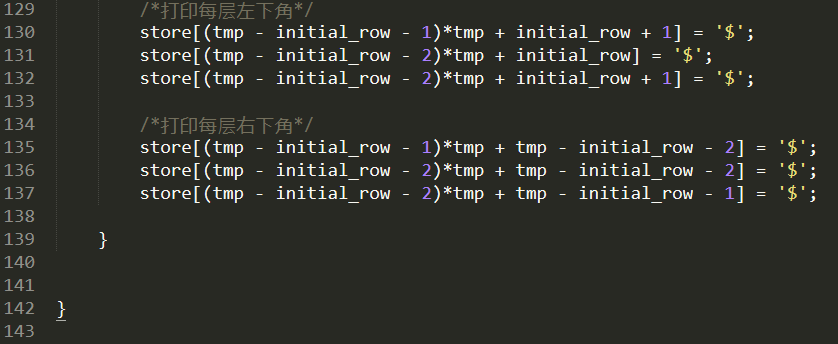 129 /*打印每层左下角*/
130 store[(tmp - initial_row - 1)*tmp + initial_row + 1] = '$';
131 store[(tmp - initial_row - 2)*tmp + initial_row] = '$';
132 store[(tmp - initial_row - 2)*tmp + initial_row + 1] = '$';
133
134 /*打印每层右下角*/
135 store[(tmp - initial_row - 1)*tmp + tmp - initial_row - 2] = '$';
136 store[(tmp - initial_row - 2)*tmp + tmp - initial_row - 2] = '$';
137 store[(tmp - initial_row - 2)*tmp + tmp - initial_row - 1] = '$';
138
139 }
140
141
142 }
143